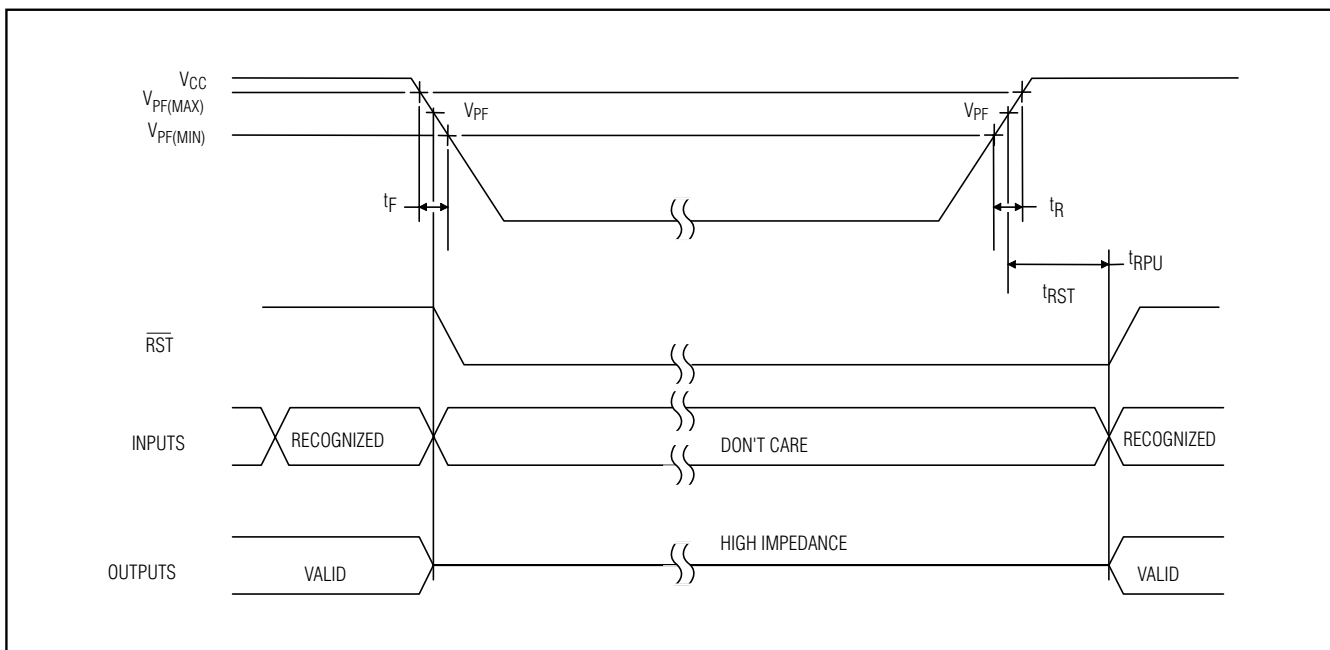 VCC
VPF(MAX)
VPF VPF
VPF(MIN)
tF tR
tRPU
tRST
RST
INPUTS RECOGNIZED DON'T CARE RECOGNIZED
HIGH IMPEDANCE
OUTPUTS VALID VALID